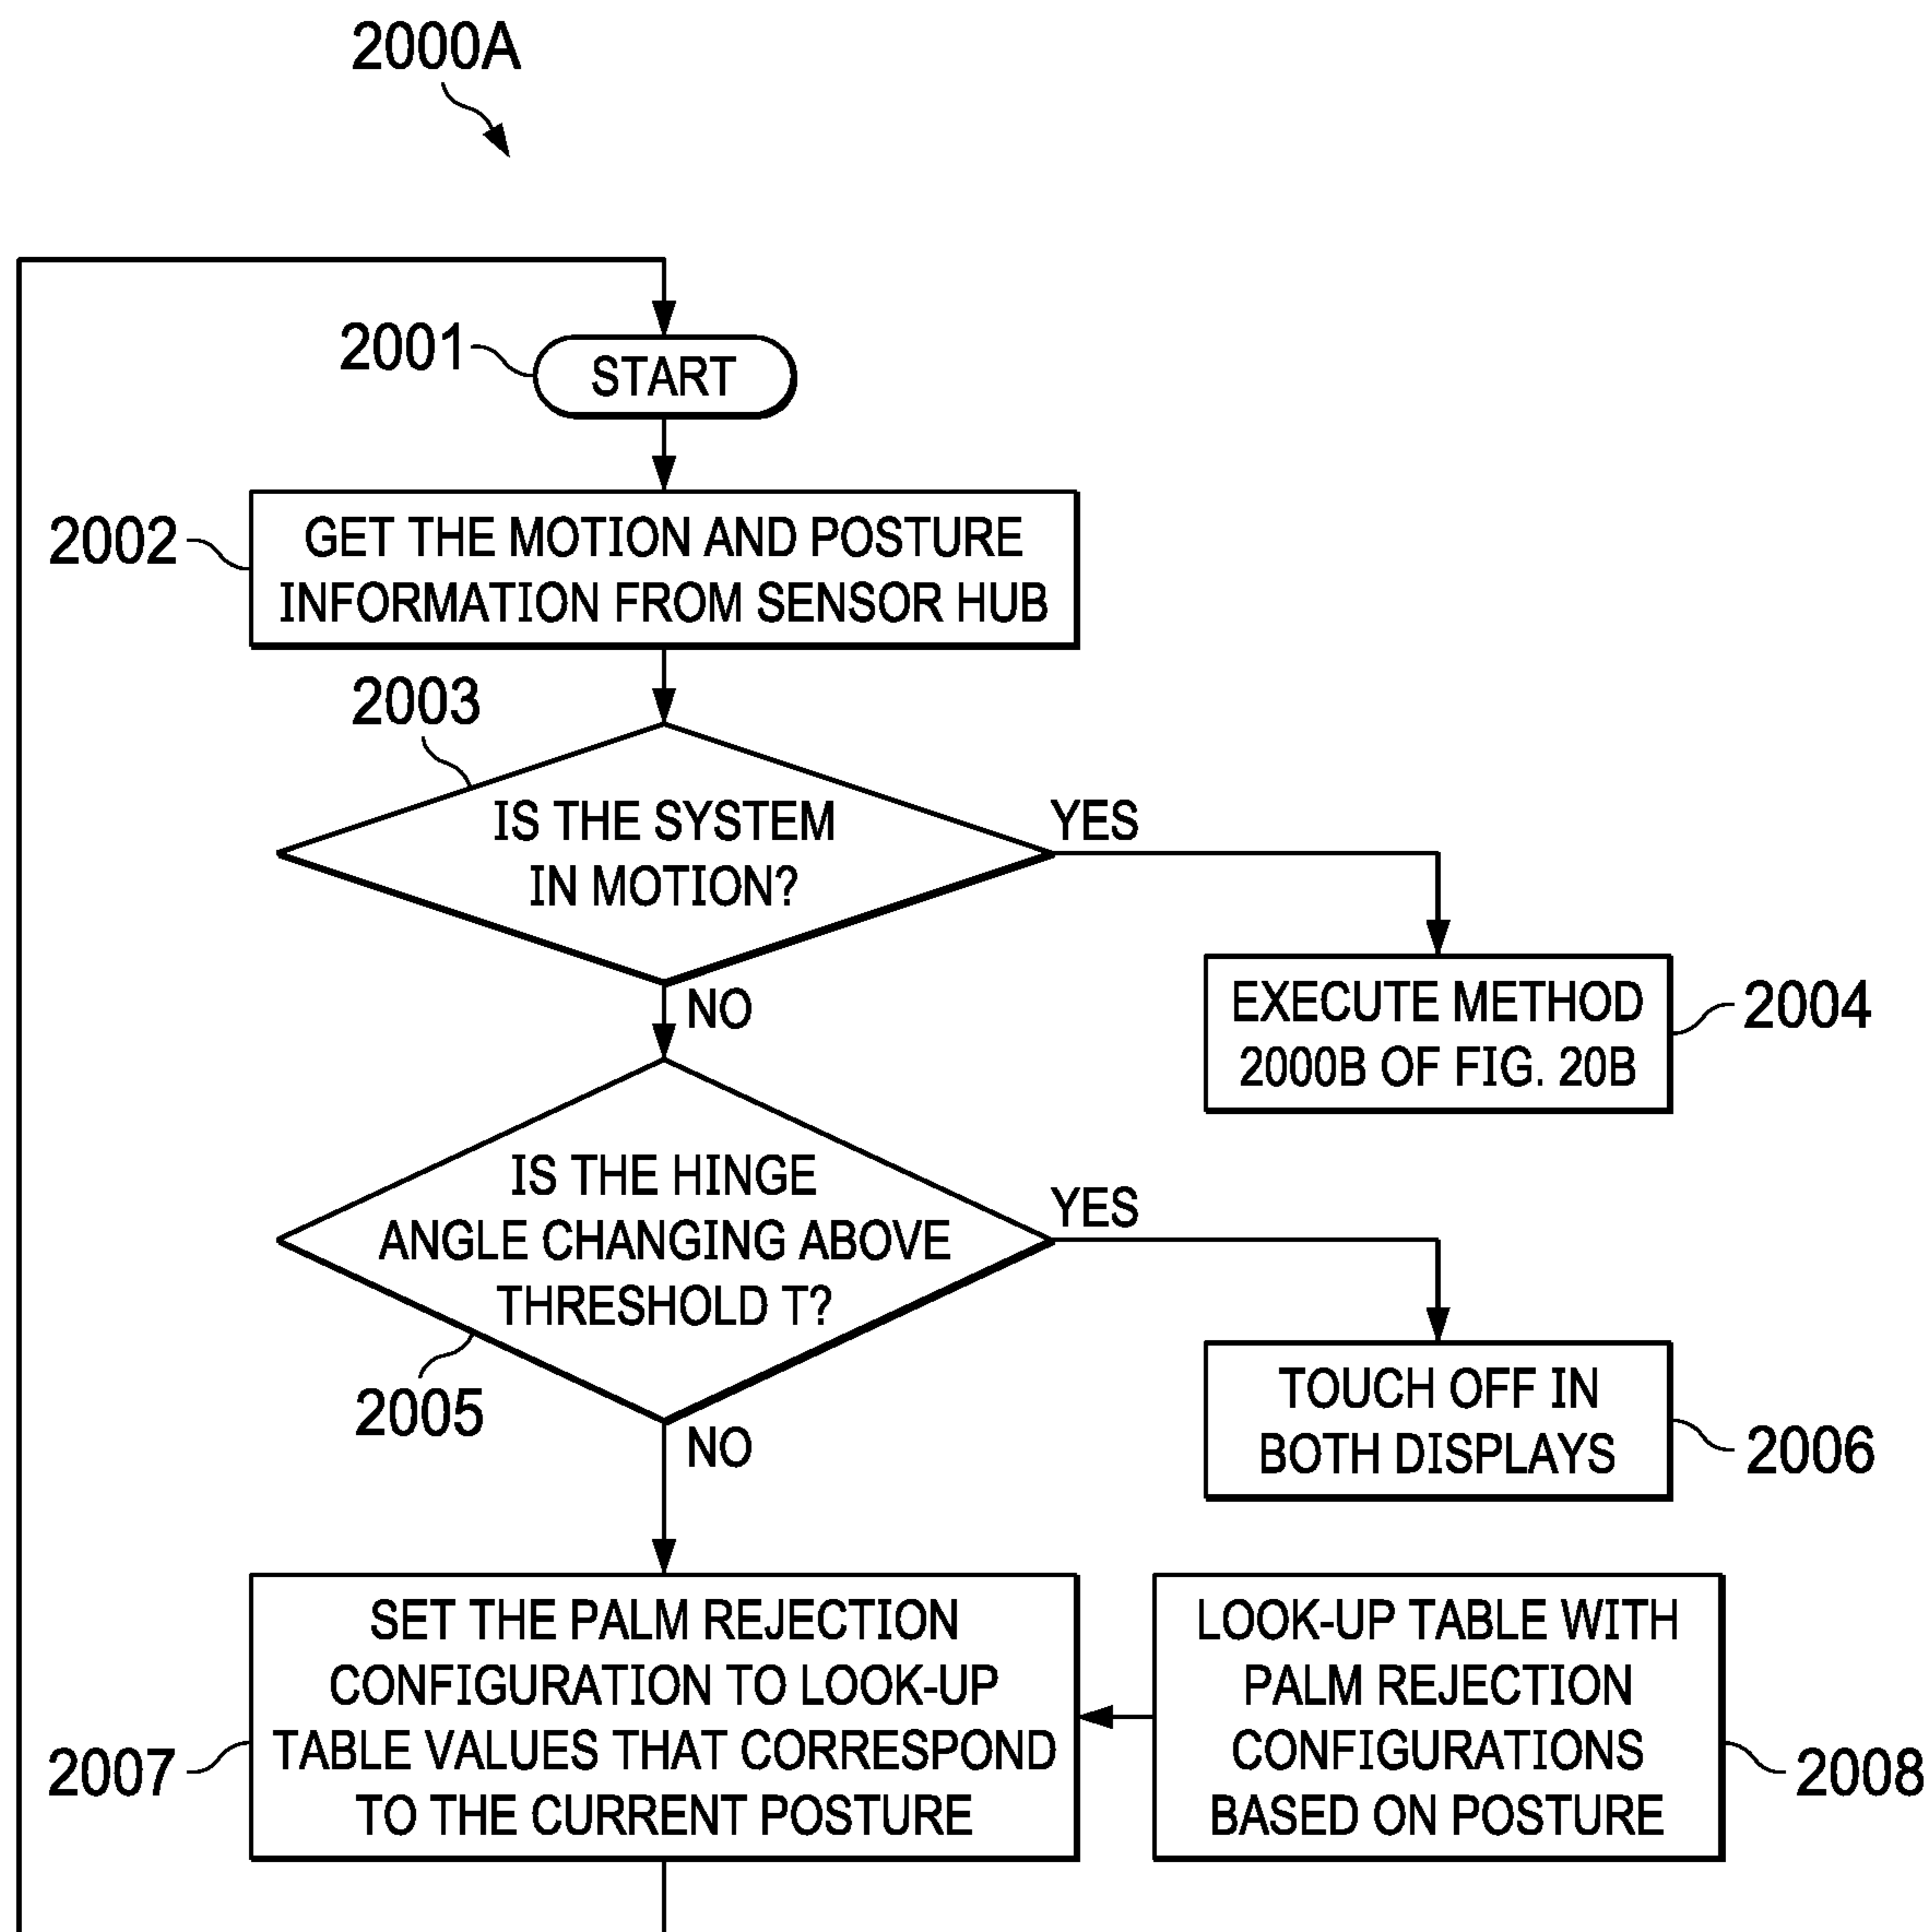 2000A
2001
START
2002
GET THE MOTION AND POSTURE
INFORMATION FROM SENSOR HUB
2003
IS THE SYSTEM
IN MOTION?
YES
NO
EXECUTE METHOD
2000B OF FIG. 20B
2004
IS THE HINGE
ANGLE CHANGING ABOVE
THRESHOLD T?
YES
2005
NO
TOUCH OFF IN
BOTH DISPLAYS
2006
SET THE PALM REJECTION
CONFIGURATION TO LOOK-UP
TABLE VALUES THAT CORRESPOND
TO THE CURRENT POSTURE
2007
LOOK-UP TABLE WITH
PALM REJECTION
CONFIGURATIONS
BASED ON POSTURE
2008